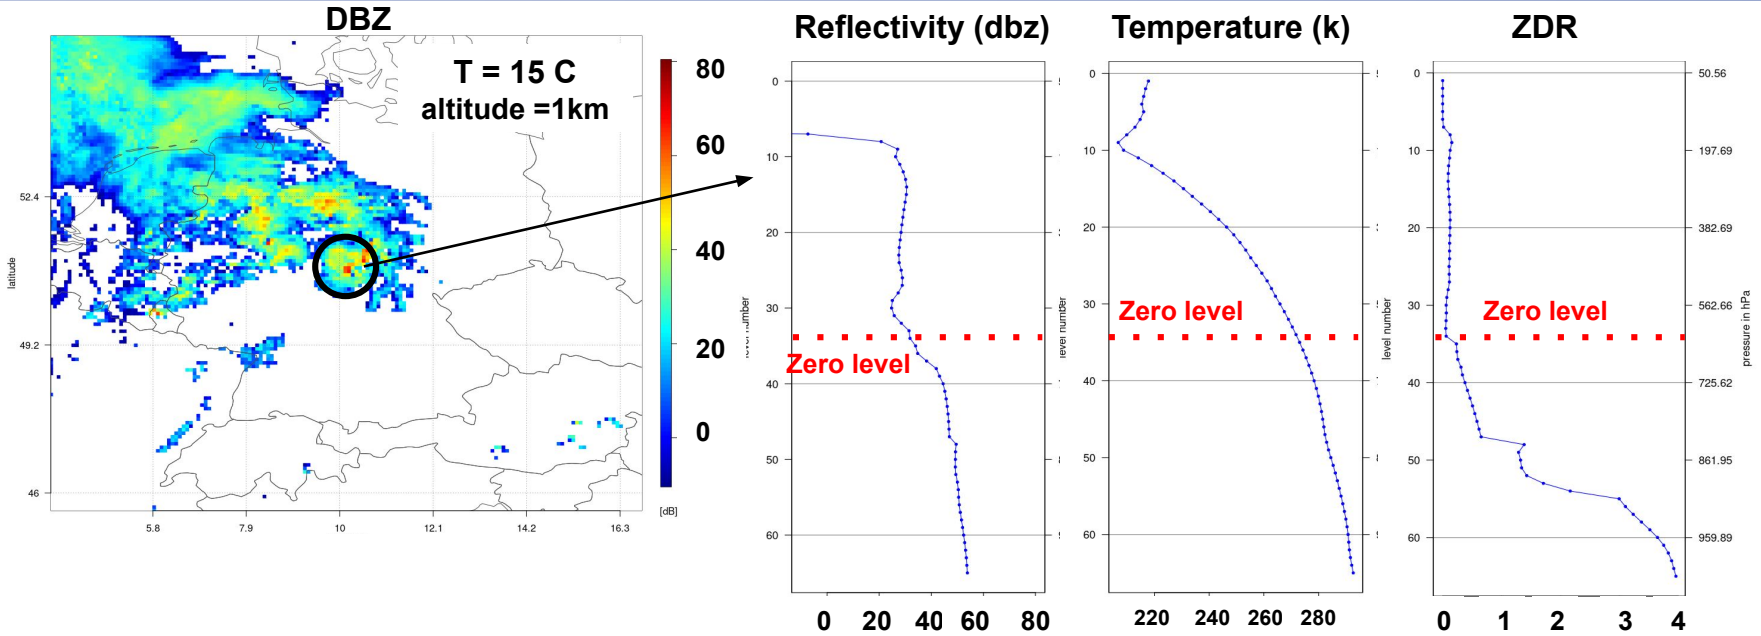 DBZ
T = 15 C
altitude =1km
80
60
40
20
0
[dB]
latitude
52.4
49.2
46
5.8
7.9
10
12.1
14.2
16.3
Reflectivity (dbz)
0
10
20
30
40
50
60
Zero level
0 20 40 60 80
Temperature (k)
level number
0
10
20
30
40
50
60
Zero level
220 240 260 280
ZDR
level number
0
10
20
30
40
50
60
Zero level
0 1 2 3 4
50.56
197.69
382.69
562.66
725.62
861.95
959.89
pressure in hPa